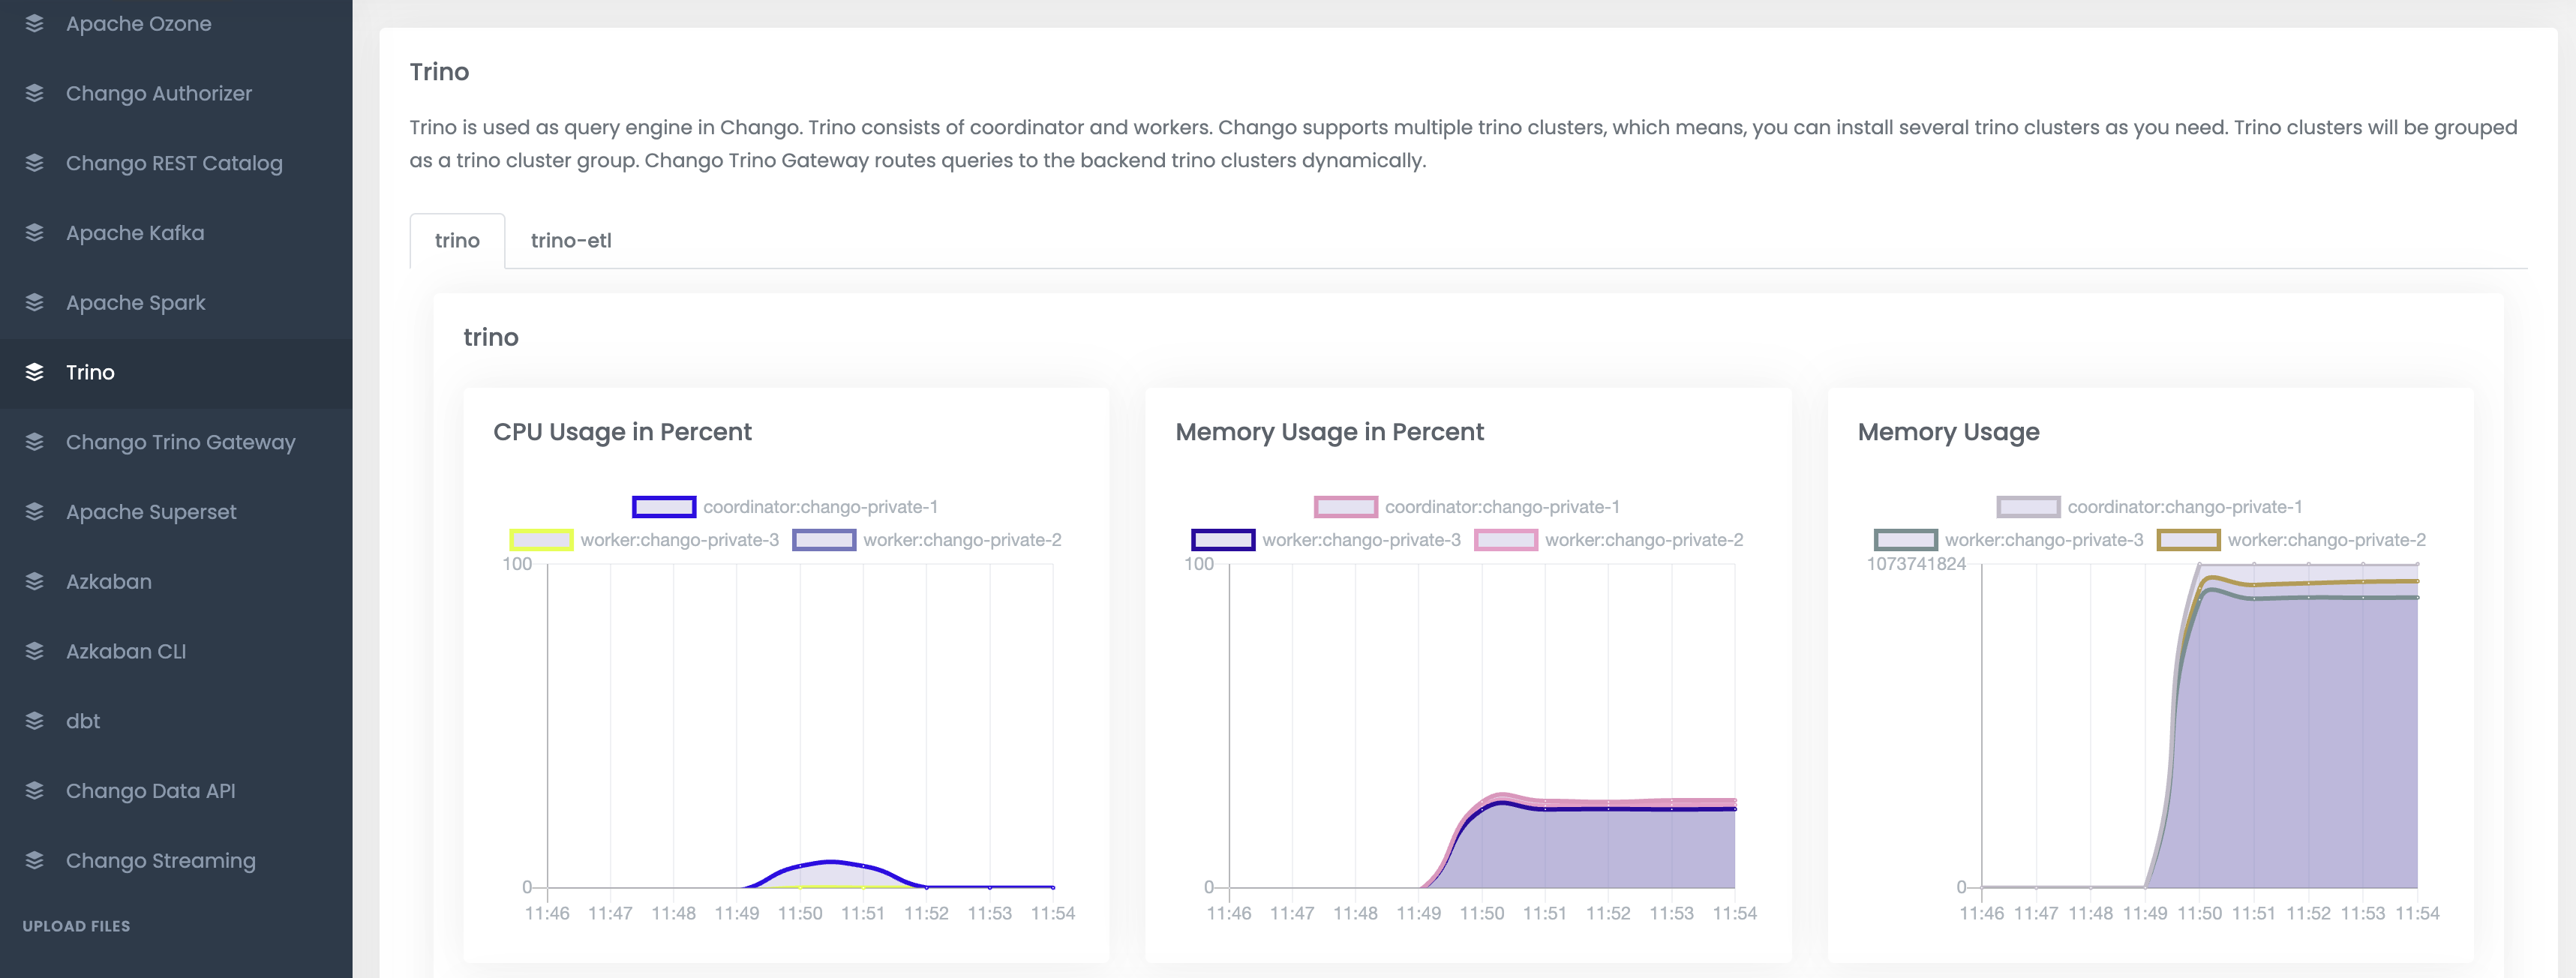 Apache Ozone
Chango Authorizer
Chango REST Catalog
Apache Kafka
Apache Spark
Trino
Chango Trino Gateway
Apache Superset
Azkaban
Azkaban CLI
dbt
Chango Data API
Chango Streaming
UPLOAD FILES
Trino
Trino is used as query engine in Chango. Trino consists of coordinator and workers. Chango supports multiple trino clusters, which means, you can install several trino clusters as you need. Trino clusters will be grouped
as a trino cluster group. Chango Trino Gateway routes queries to the backend trino clusters dynamically.
trino trino-etl
trino
CPU Usage in Percent
coordinator:chango-private-1
worker:chango-private-3 worker:chango-private-2
100
0
11:46 11:47 11:48 11:49 11:50 11:51 11:52 11:53 11:54
Memory Usage in Percent
coordinator:chango-private-1
worker:chango-private-3 worker:chango-private-2
100
0
11:46 11:47 11:48 11:49 11:50 11:51 11:52 11:53 11:54
Memory Usage
coordinator:chango-private-1
worker:chango-private-3 worker:chango-private-2
1073741824
0
11:46 11:47 11:48 11:49 11:50 11:51 11:52 11:53 11:54